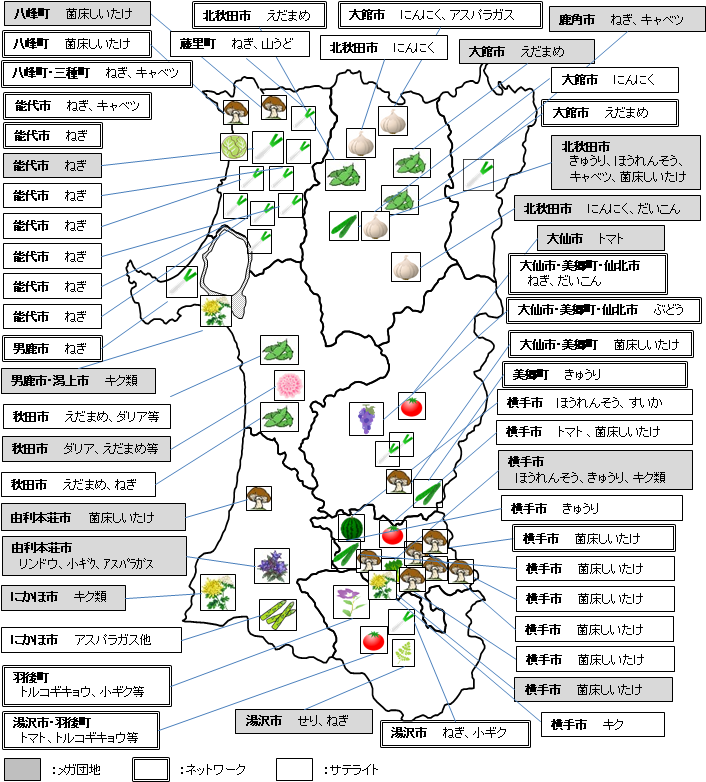 八峰町 菌床しいたけ
八峰町 菌床しいたけ
八峰町・三種町 ねぎ、キャベツ
能代市 ねぎ、キャベツ
能代市 ねぎ
能代市 ねぎ
能代市 ねぎ
能代市 ねぎ
能代市 ねぎ
能代市 ねぎ
能代市 ねぎ
男鹿市 ねぎ
男鹿市・潟上市 キク類
秋田市 えだまめ、ダリア等
秋田市 ダリア、えだまめ等
秋田市 えだまめ、ねぎ
由利本荘市 菌床しいたけ
由利本荘市
リンドウ、小ギク、アスパラガス
にかほ市 キク類
にかほ市 アスパラガス他
羽後町
トルコギキョウ、小ギク等
湯沢市・羽後町
トマト、トルコギキョウ等
北秋田市 えだまめ
藤里町 ねぎ、山うど
大館市 にんにく、アスパラガス
北秋田市 にんにく
鹿角市 ねぎ、キャベツ
大館市 えだまめ
大館市 にんにく
大館市 えだまめ
北秋田市
きゅうり、ほうれんそう、
キャベツ、菌床しいたけ
北秋田市 にんにく、だいこん
大仙市 トマト
大仙市・美郷町・仙北市
ねぎ、だいこん
大仙市・美郷町・仙北市 ぶどう
大仙市・美郷町 菌床しいたけ
美郷町 きゅうり
横手市 ほうれんそう、すいか
横手市 トマト、菌床しいたけ
横手市
ほうれんそう、きゅうり、キク類
横手市 きゅうり
横手市 菌床しいたけ
横手市 菌床しいたけ
横手市 菌床しいたけ
横手市 菌床しいたけ
横手市 菌床しいたけ
横手市 菌床しいたけ
横手市 キク
湯沢市 せり、ねぎ
湯沢市 ねぎ、小ギク
：メガ団地
：ネットワーク
：サテライト